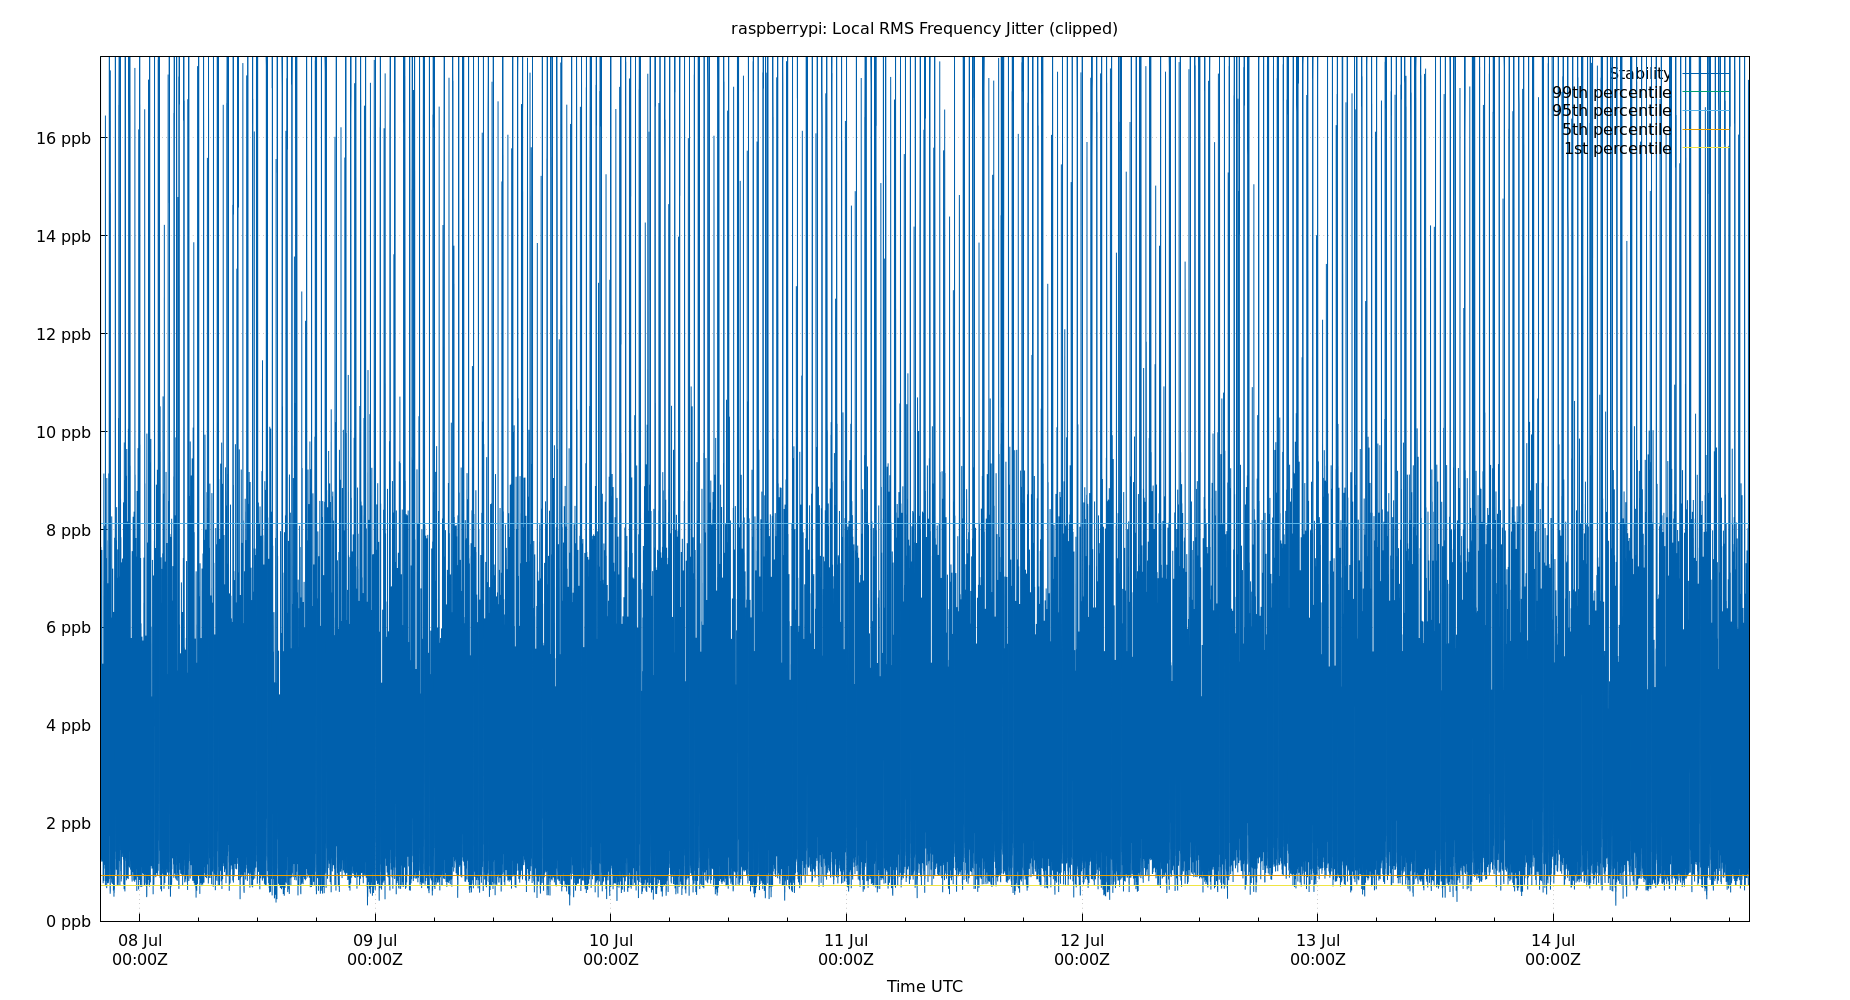 raspberrypi: Local RMS Frequency Jitter (clipped)
Stability
99th percentile
95th percentile
5th percentile
1st percentile
16 ppb
14 ppb
12 ppb
10 ppb
8 ppb
6 ppb
4 ppb
2 ppb
0 ppb
08 Jul 09 Jul 10 Jul 11 Jul 12 Jul 13 Jul 14 Jul
00:00Z 00:00Z 00:00Z 00:00Z 00:00Z 00:00Z 00:00Z
Time UTC